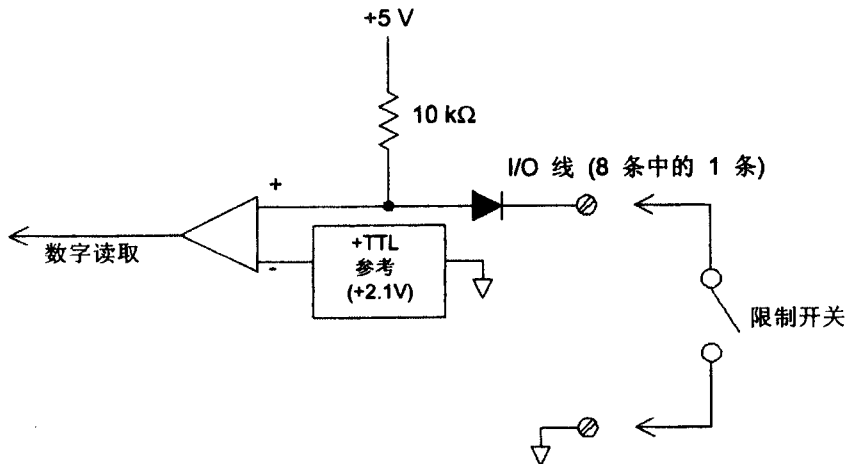 +5 V
10 kΩ
I/O 线 (8 条中的 1 条)
+
数字读取
-
+TTL
参考
(+2.1V)
限制开关